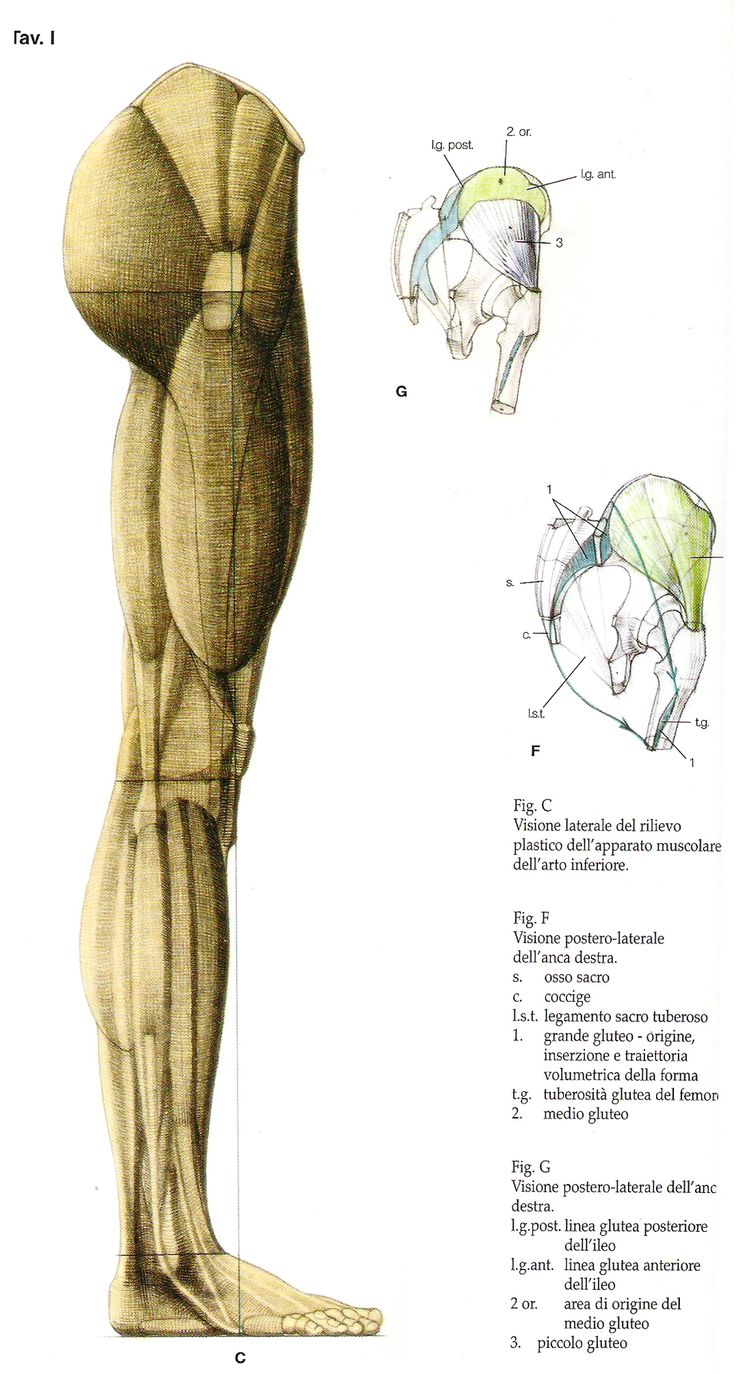 Tav. I
2. or.
l.g. post.
l.g. ant.
3
G
1
s.
c.
l.s.t.
t.g.
1
F
Fig. C
Visione laterale del rilievo
plastico dell'apparato muscolare
dell'arto inferiore.
Fig. F
Visione postero-laterale
dell'anca destra.
s. osso sacro
c. coccige
l.s.t. legamento sacro tuberoso
1. grande gluteo - origine,
inserzione e traiettoria
volumetrica della forma
t.g. tuberosità glutea del femor
2. medio gluteo
Fig. G
Visione postero-laterale dell'anc
destra.
l.g.post. linea glutea posteriore
dell'ileo
l.g.ant. linea glutea anteriore
dell'ileo
2 or. area di origine del
medio gluteo
3. piccolo gluteo
C